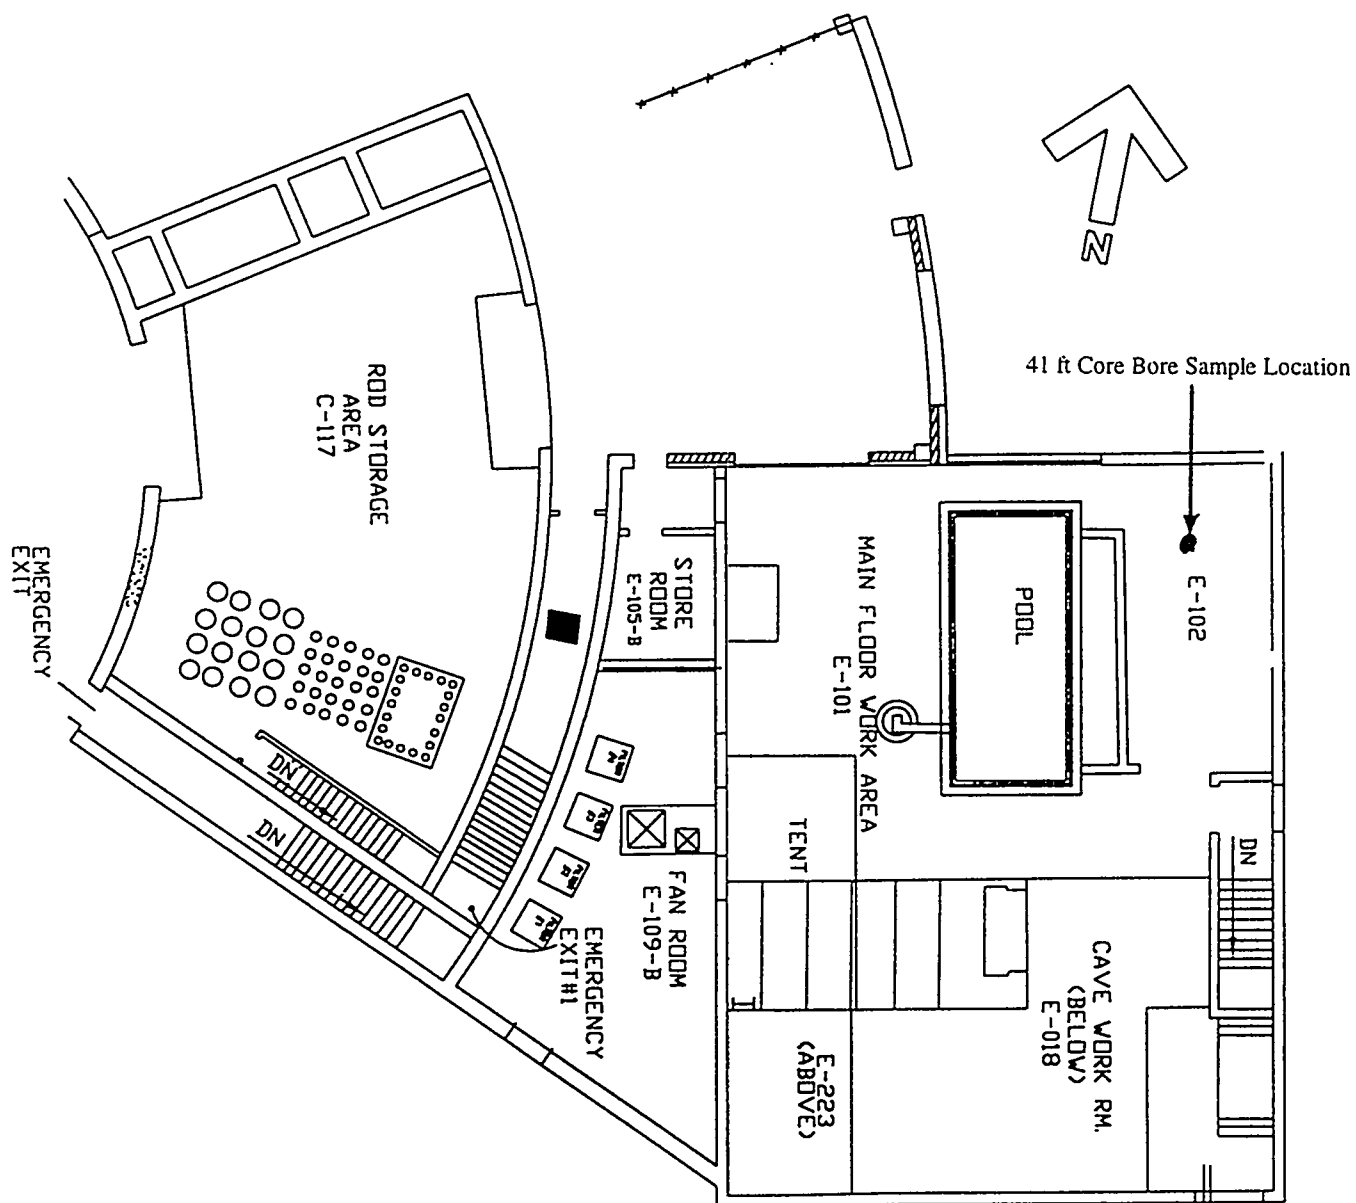 N
41 ft Core Bore Sample Location
E-102
POOL
MAIN FLOOR WORK AREA
E-101
ROD STORAGE
AREA
C-117
STORE
ROOM
E-105-B
EMERGENCY
EXIT
DN
DN
TENT
DN
FAN ROOM
E-109-B
EMERGENCY
EXIT#1
CAVE WORK RM.
(BELOW)
E-018
E-223
(ABOVE)